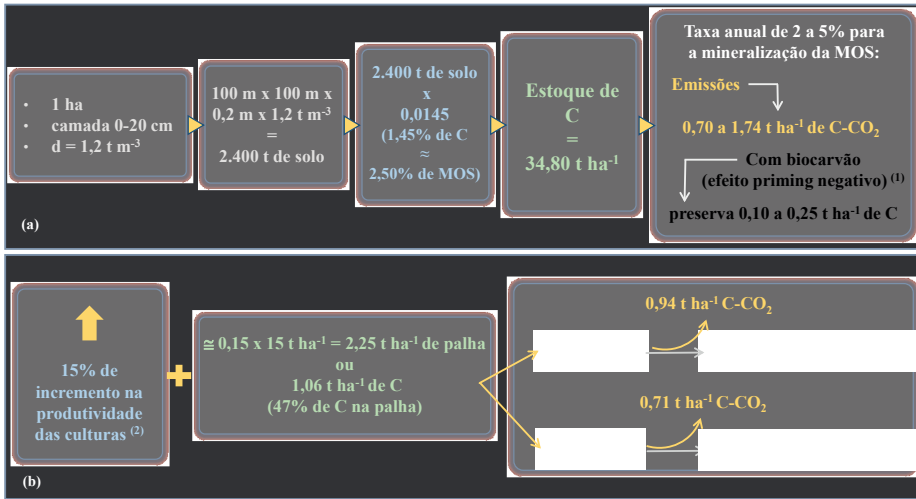 • 1 ha
• camada 0-20 cm
• d = 1,2 t m⁻³
100 m x 100 m x
0,2 m x 1,2 t m⁻³
=
2.400 t de solo
2.400 t de solo
x
0,0145
(1,45% de C
≈
2,50% de MOS)
Estoque de
C
=
34,80 t ha⁻¹
Taxa anual de 2 a 5% para
a mineralização da MOS:
Emissões
0,70 a 1,74 t ha⁻¹ de C-CO₂
Com biocarvão
(efeito priming negativo) ⁽¹⁾
preserva 0,10 a 0,25 t ha⁻¹ de C
(a)
15% de
incremento na
produtividade
das culturas ⁽²⁾
≅ 0,15 x 15 t ha⁻¹ = 2,25 t ha⁻¹ de palha
ou
1,06 t ha⁻¹ de C
(47% de C na palha)
0,94 t ha⁻¹ C-CO₂
0,71 t ha⁻¹ C-CO₂
(b)